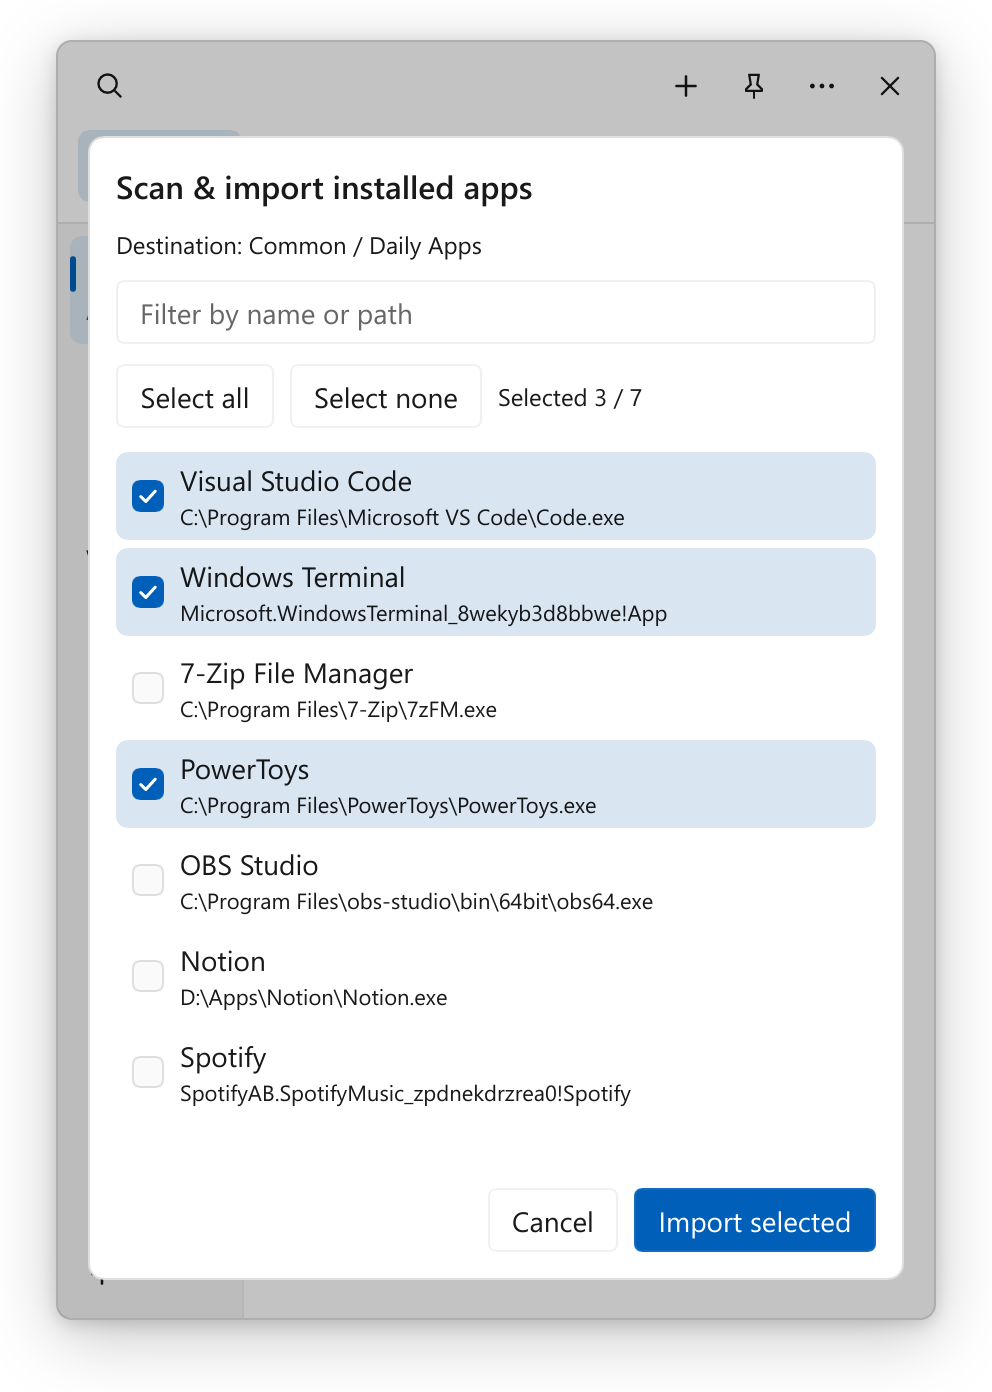 Scan & import installed apps
Destination: Common / Daily Apps
Filter by name or path
Select all
Select none
Selected 3 / 7
Visual Studio Code
C:\Program Files\Microsoft VS Code\Code.exe
Windows Terminal
Microsoft.WindowsTerminal_8wekyb3d8bbwe!App
7-Zip File Manager
C:\Program Files\7-Zip\7zFM.exe
PowerToys
C:\Program Files\PowerToys\PowerToys.exe
OBS Studio
C:\Program Files\obs-studio\bin\64bit\obs64.exe
Notion
D:\Apps\Notion\Notion.exe
Spotify
SpotifyAB.SpotifyMusic_zpdnekdrzrea0!Spotify
Cancel
Import selected